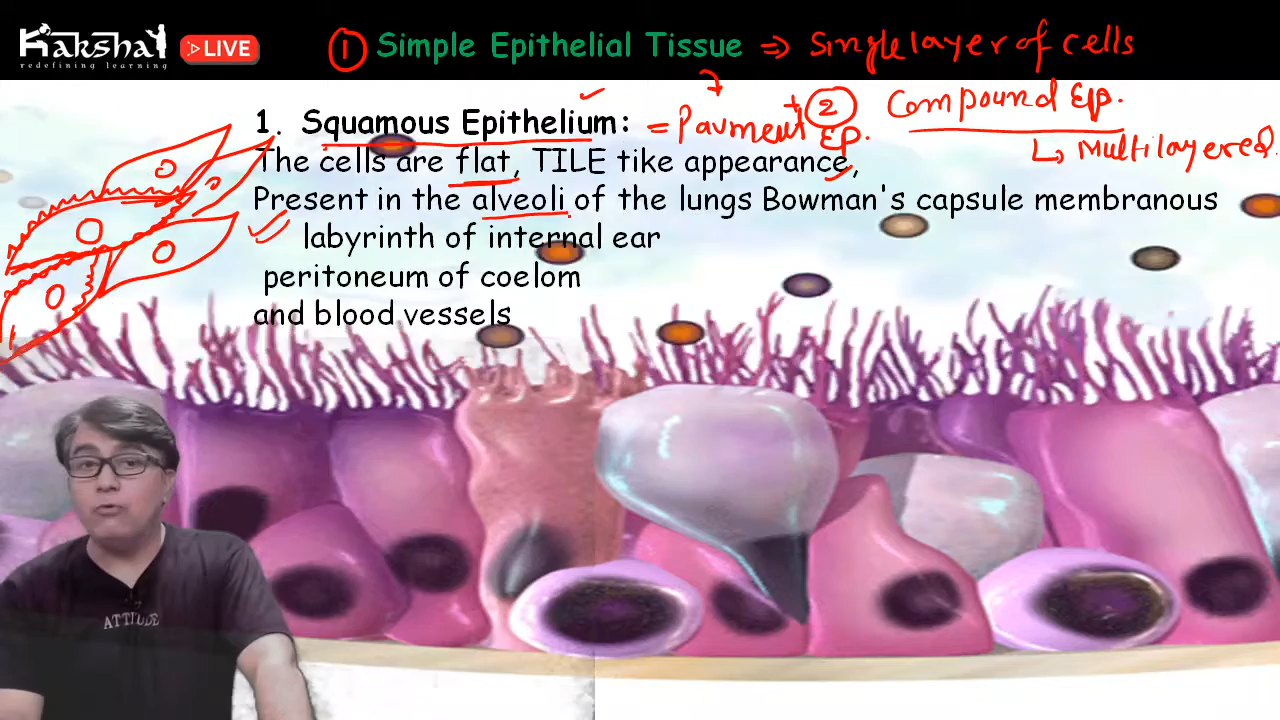 Kaksha LIVE
redefining learning
① Simple Epithelial Tissue ⇒ Single layer of cells
② Compound Ep.
↳ Multilayered
1. Squamous Epithelium: = Pavment Ep.
The cells are flat, TILE tike appearance,
Present in the alveoli of the lungs Bowman's capsule membranous
labyrinth of internal ear
peritoneum of coelom
and blood vessels
ATTITUDE